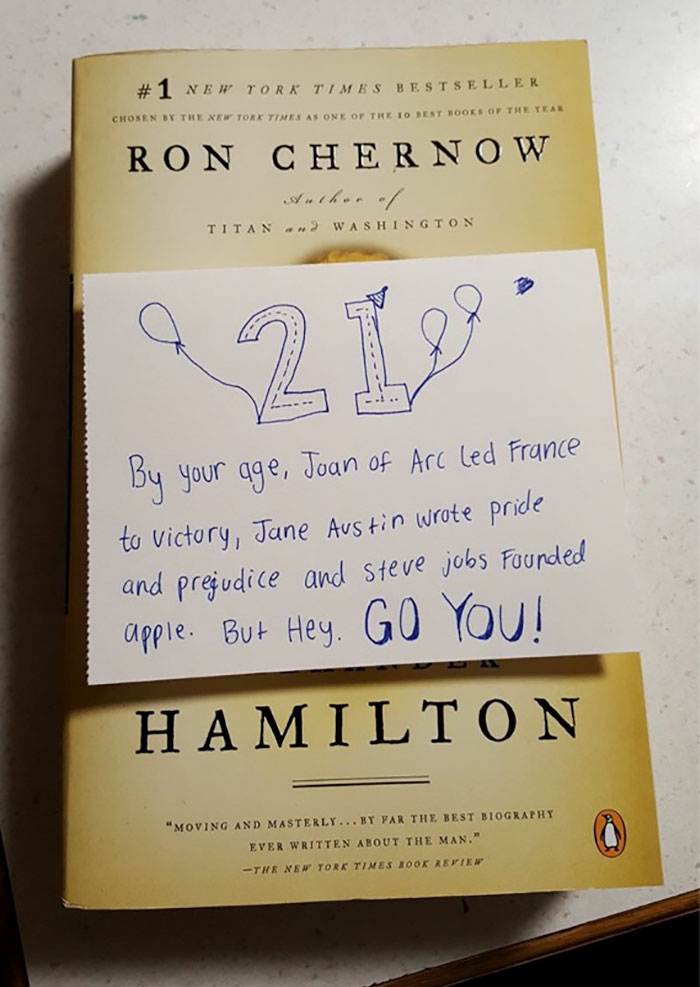 #1 NEW YORK TIMES BESTSELLER
CHOSEN BY THE NEW YORK TIMES AS ONE OF THE 10 BEST BOOKS OF THE YEAR
RON CHERNOW
Author of
TITAN and WASHINGTON
21
By your age, Joan of Arc Led France
to victory, Jane Austin wrote pride
and prejudice and steve jobs Founded
apple. But Hey. GO YOU!
HAMILTON
"MOVING AND MASTERLY...BY FAR THE BEST BIOGRAPHY
EVER WRITTEN ABOUT THE MAN."
—THE NEW YORK TIMES BOOK REVIEW